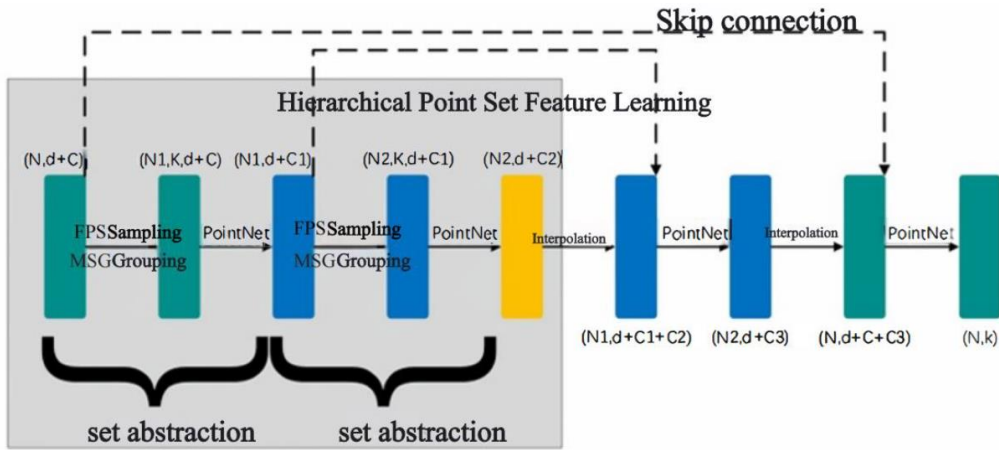 Skip connection
Hierarchical Point Set Feature Learning
(N,d+C) (N1,K,d+C) (N1,d+C1) (N2,K,d+C1) (N2,d+C2)
FPSSampling PointNet FPSSampling PointNet Interpolation PointNet Interpolation PointNet
MSGGrouping MSGGrouping
(N1,d+C1+C2) (N2,d+C3) (N,d+C+C3) (N,k)
set abstraction set abstraction